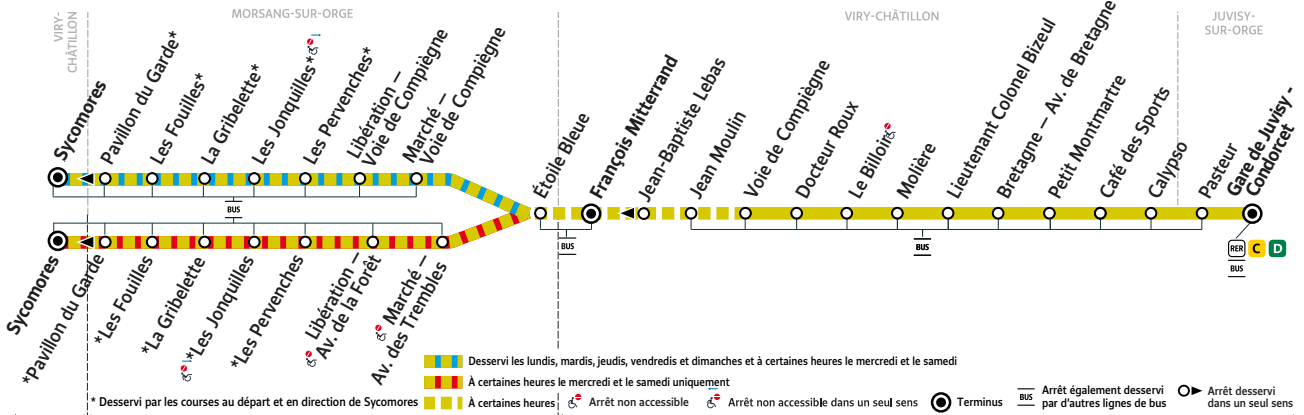 VIRY-
CHÂTILLON
MORSANG-SUR-ORGE
VIRY-CHÂTILLON
JUVISY-
SUR-ORGE
Sycomores
Pavillon du Garde*
Les Fouilles*
La Gribelette*
Les Jonquilles*
Les Pervenches*
Libération –
Voie de Compiègne
Marché –
Voie de Compiègne
Étoile Bleue
François Mitterrand
Jean-Baptiste Lebas
Jean Moulin
Voie de Compiègne
Docteur Roux
Le Billoir
Molière
Lieutenant Colonel Bizeul
Bretagne – Av. de Bretagne
Petit Montmartre
Café des Sports
Calypso
Pasteur
Gare de Juvisy -
Condorcet
BUS
BUS
BUS
RER C D
BUS
Sycomores
*Pavillon du Garde
*Les Fouilles
*La Gribelette
*Les Jonquilles
*Les Pervenches
Libération –
Av. de la Forêt
Marché –
Av. des Trembles
Desservi les lundis, mardis, jeudis, vendredis et dimanches et à certaines heures le mercredi et le samedi
À certaines heures le mercredi et le samedi uniquement
* Desservi par les courses au départ et en direction de Sycomores
À certaines heures
Arrêt non accessible
Arrêt non accessible dans un seul sens
Terminus
BUS
Arrêt également desservi
par d'autres lignes de bus
Arrêt desservi
dans un seul sens